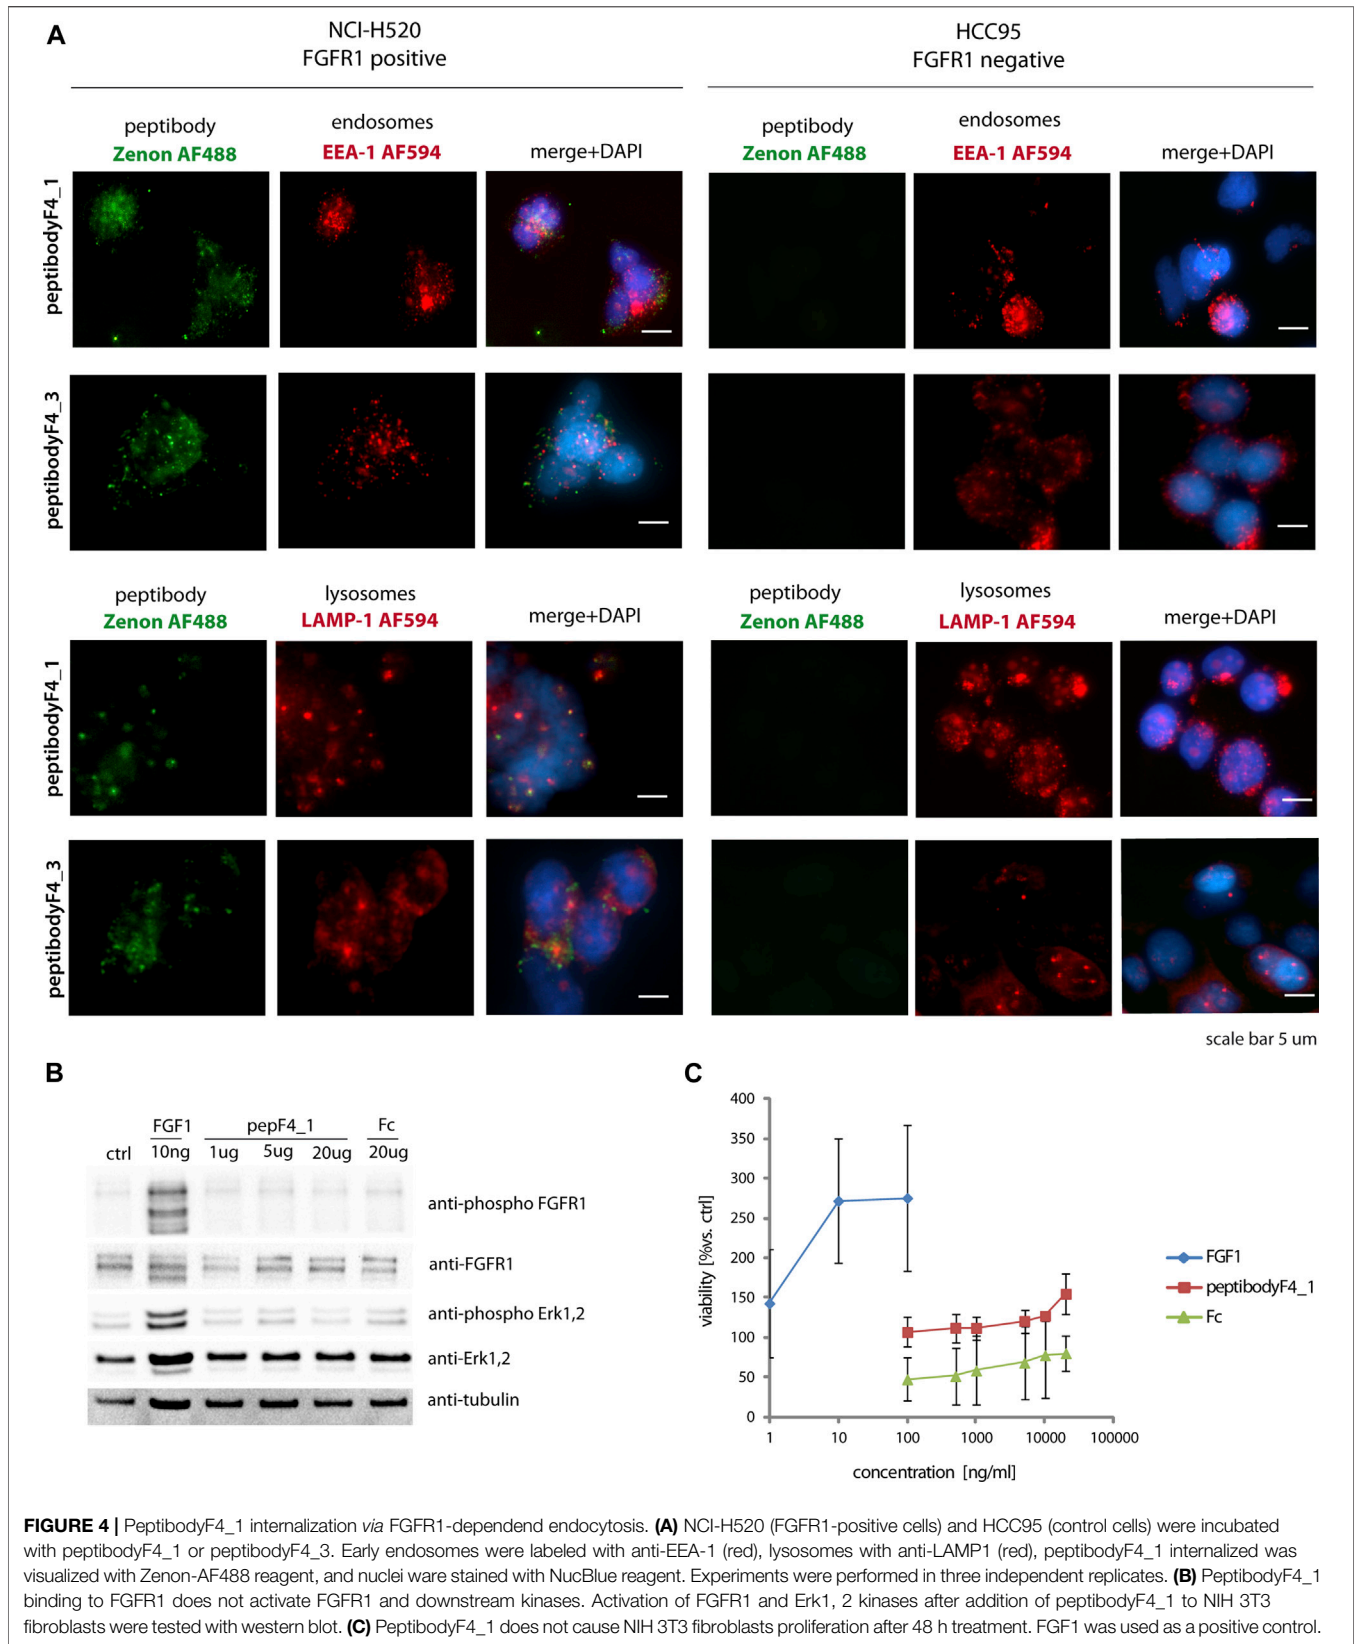 A
NCI-H520
FGFR1 positive
HCC95
FGFR1 negative
peptibody
Zenon AF488
endosomes
EEA-1 AF594
merge+DAPI
peptibody
Zenon AF488
endosomes
EEA-1 AF594
merge+DAPI
peptibodyF4_1
peptibodyF4_3
peptibody
Zenon AF488
lysosomes
LAMP-1 AF594
merge+DAPI
peptibody
Zenon AF488
lysosomes
LAMP-1 AF594
merge+DAPI
peptibodyF4_1
peptibodyF4_3
scale bar 5 um
B
FGF1
pepF4_1
Fc
ctrl 10ng 1ug 5ug 20ug 20ug
anti-phospho FGFR1
anti-FGFR1
anti-phospho Erk1,2
anti-Erk1,2
anti-tubulin
C
viability [%vs. ctrl]
400
350
300
250
200
150
100
50
0
1 10 100 1000 10000 100000
concentration [ng/ml]
FGF1
peptibodyF4_1
Fc
FIGURE 4 | PeptibodyF4_1 internalization via FGFR1-dependend endocytosis. (A) NCI-H520 (FGFR1-positive cells) and HCC95 (control cells) were incubated
with peptibodyF4_1 or peptibodyF4_3. Early endosomes were labeled with anti-EEA-1 (red), lysosomes with anti-LAMP1 (red), peptibodyF4_1 internalized was
visualized with Zenon-AF488 reagent, and nuclei ware stained with NucBlue reagent. Experiments were performed in three independent replicates. (B) PeptibodyF4_1
binding to FGFR1 does not activate FGFR1 and downstream kinases. Activation of FGFR1 and Erk1, 2 kinases after addition of peptibodyF4_1 to NIH 3T3
fibroblasts were tested with western blot. (C) PeptibodyF4_1 does not cause NIH 3T3 fibroblasts proliferation after 48 h treatment. FGF1 was used as a positive control.